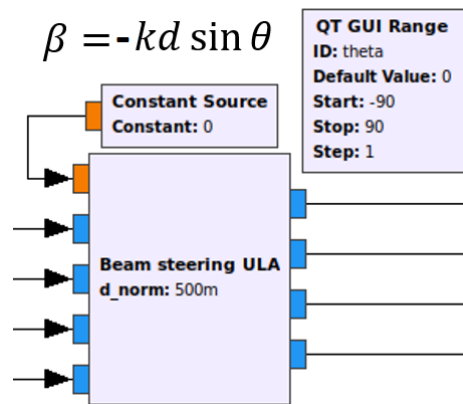 β = -kd sin θ
QT GUI Range
ID: theta
Default Value: 0
Start: -90
Stop: 90
Step: 1
Constant Source
Constant: 0
Beam steering ULA
d_norm: 500m